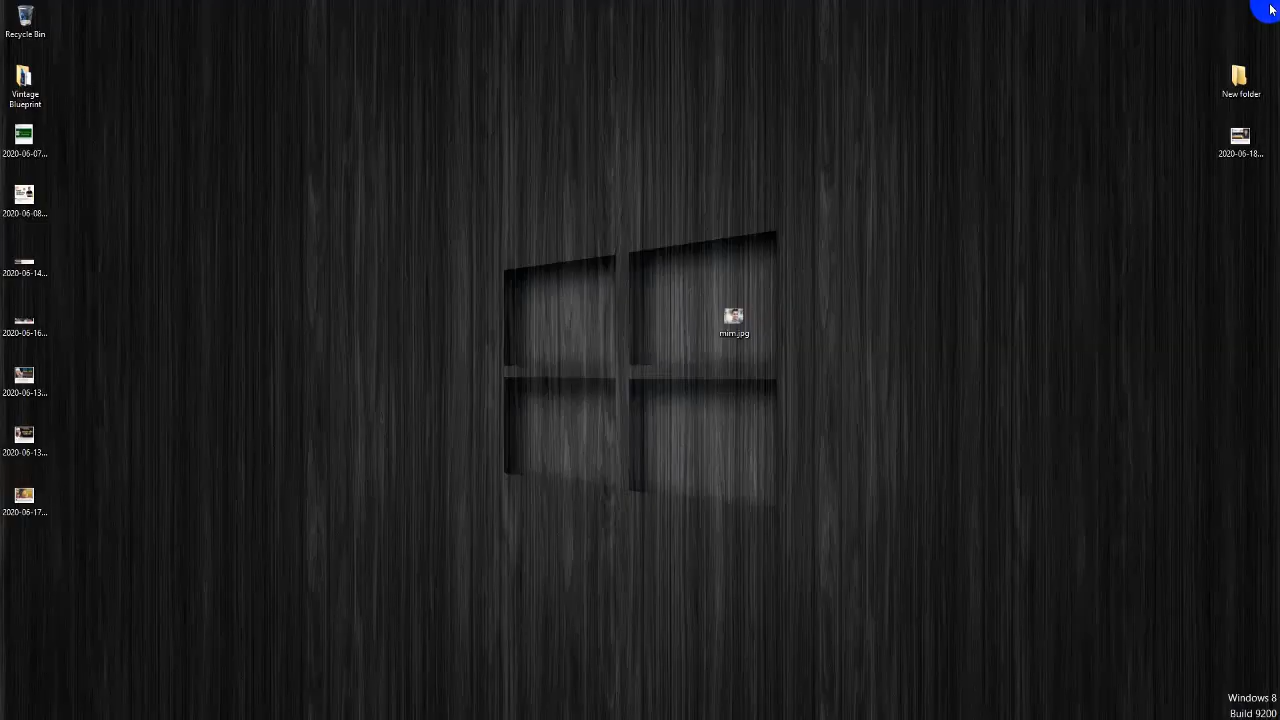 Recycle Bin
Vintage
Blueprint
2020-06-07...
2020-06-08...
2020-06-14...
2020-06-16...
2020-06-13...
2020-06-13...
2020-06-17...
mim.jpg
New folder
2020-06-18...
Windows 8
Build 9200